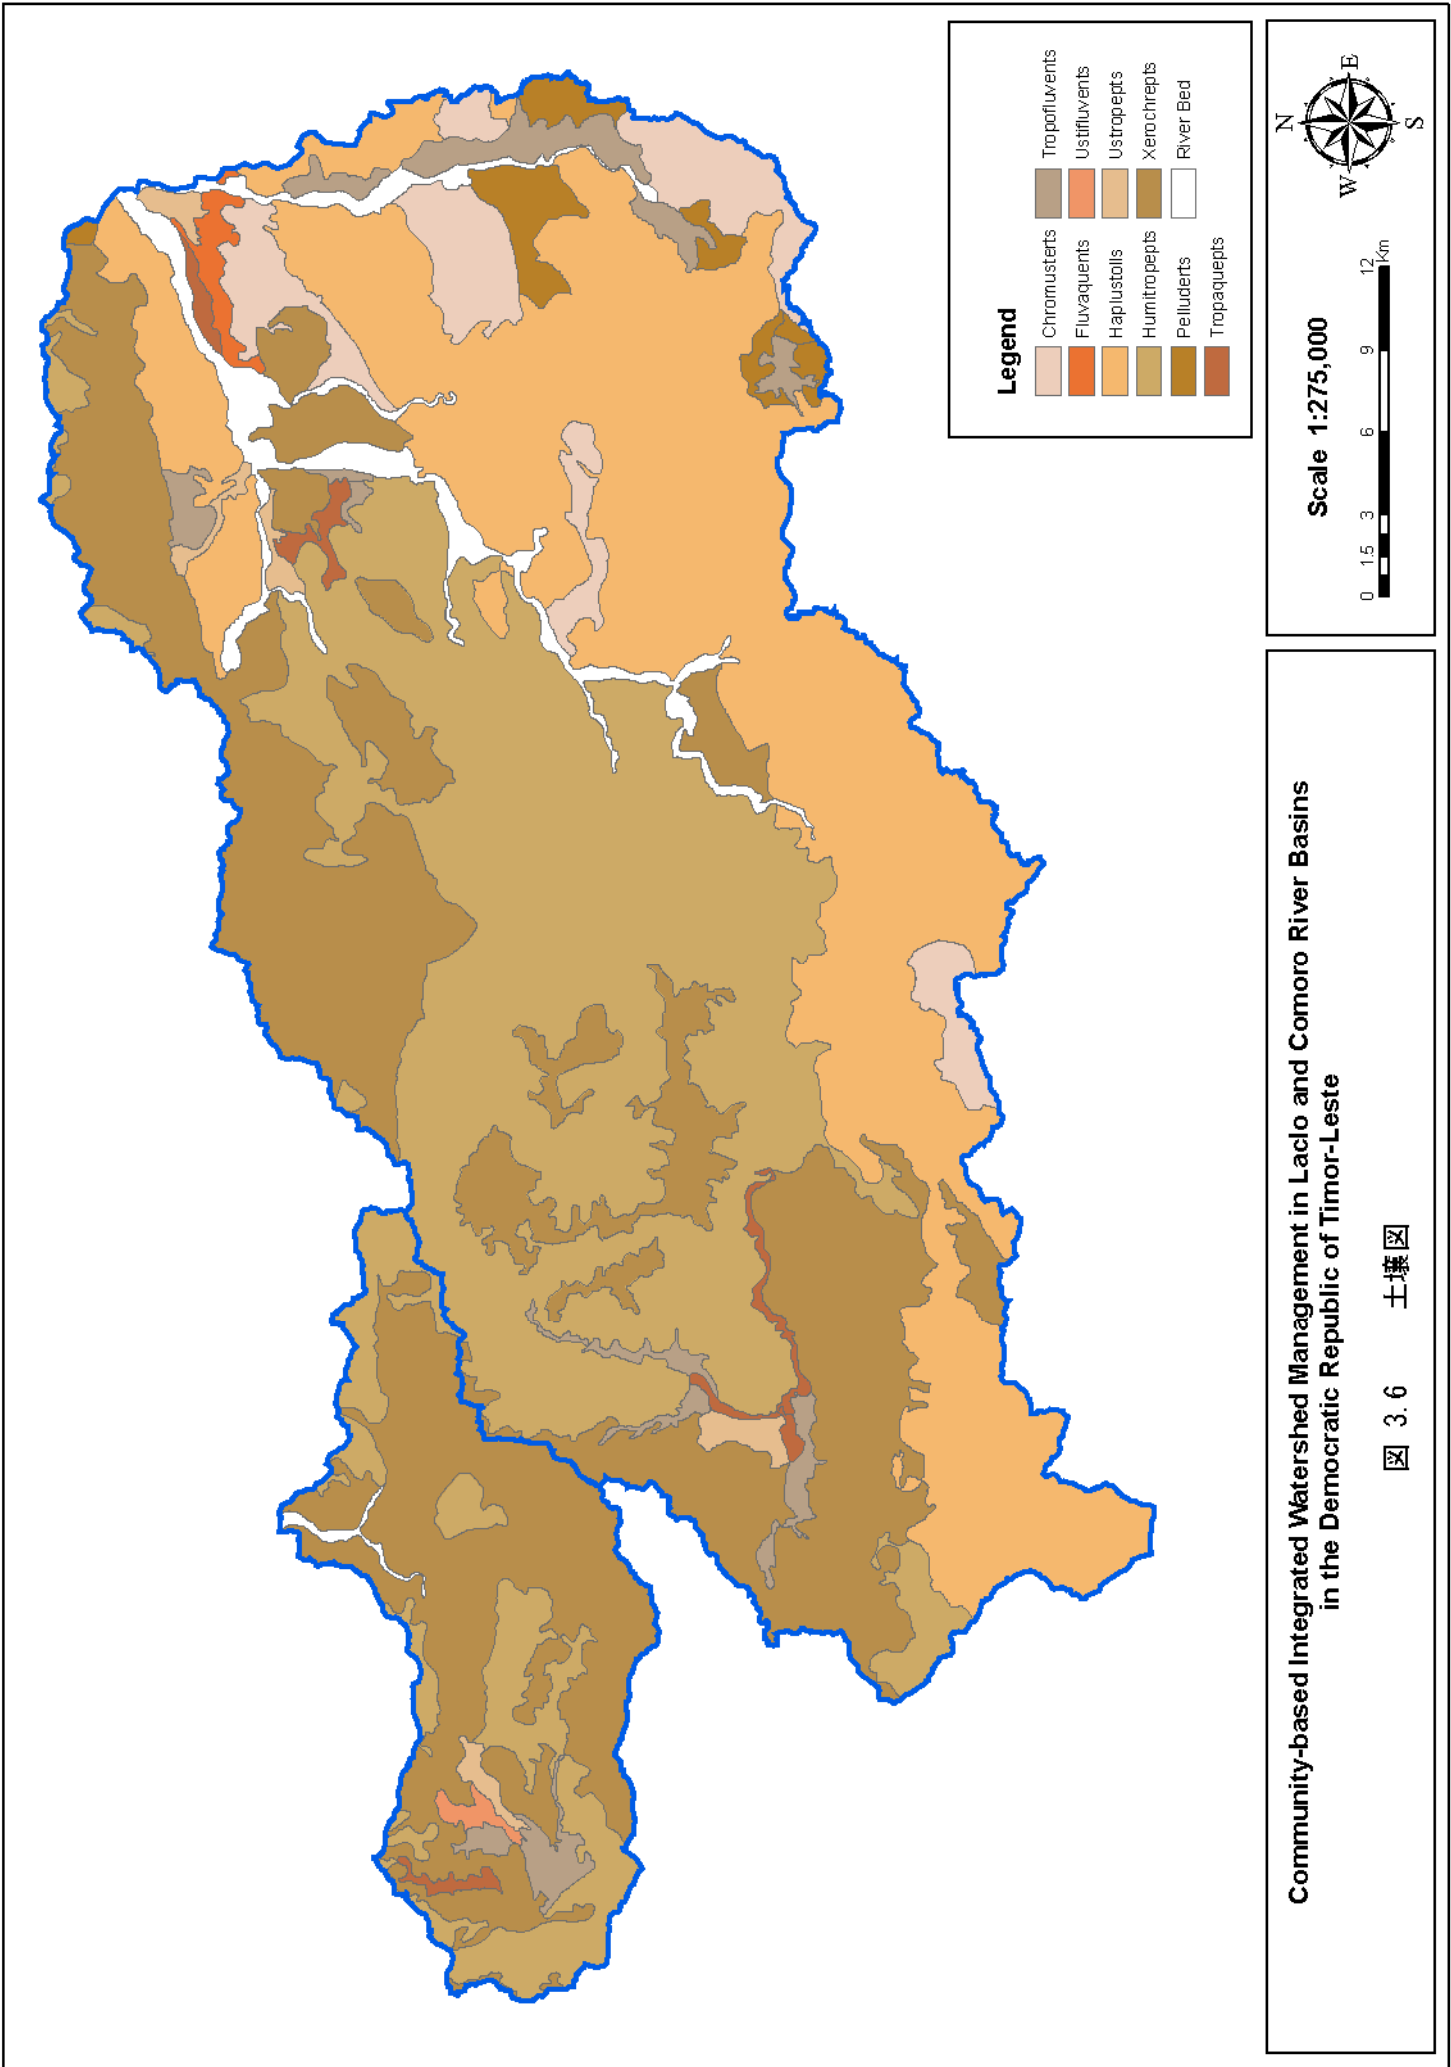 Legend
Chromusterts
Fluvaquents
Haplustolls
Humitropepts
Pelluderts
Tropaquepts
Tropofluvents
Ustifluvents
Ustropepts
Xerochrepts
River Bed
N
E
S
W
Scale 1:275,000
0 1.5 3 6 9 12
km
Community-based Integrated Watershed Management in Laclo and Comoro River Basins
in the Democratic Republic of Timor-Leste
図 3.6 土壌図